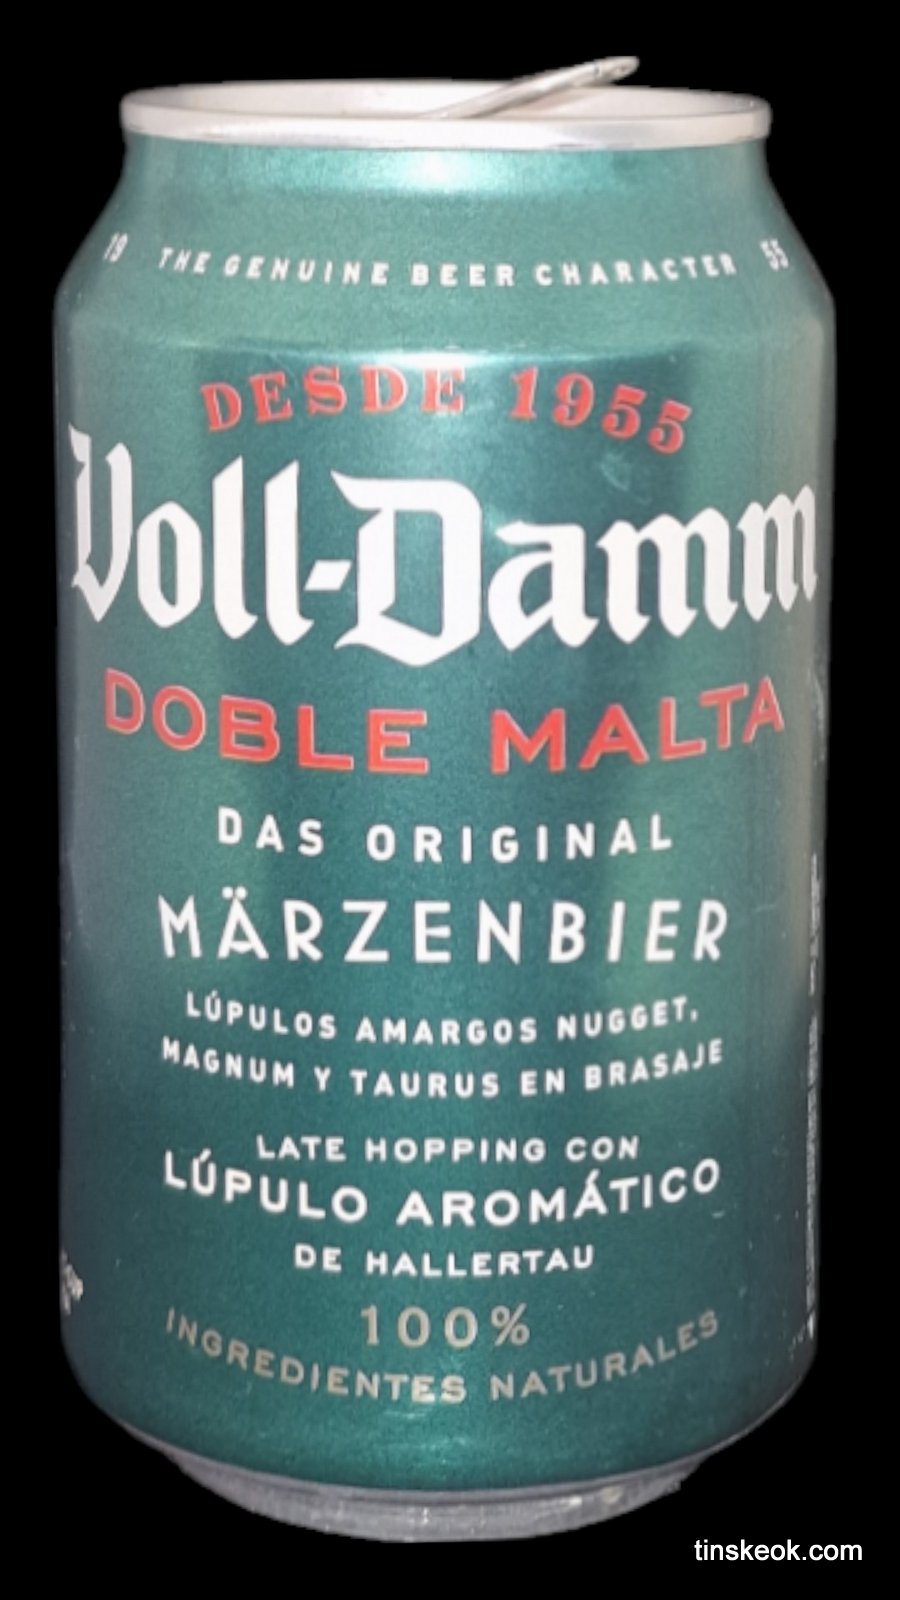 19 THE GENUINE BEER CHARACTER 55
DESDE 1955
Voll-Damm
DOBLE MALTA
DAS ORIGINAL
MÄRZENBIER
LÚPULOS AMARGOS NUGGET,
MAGNUM Y TAURUS EN BRASAJE
LATE HOPPING CON
LÚPULO AROMÁTICO
DE HALLERTAU
100%
INGREDIENTES NATURALES
tinskeok.com